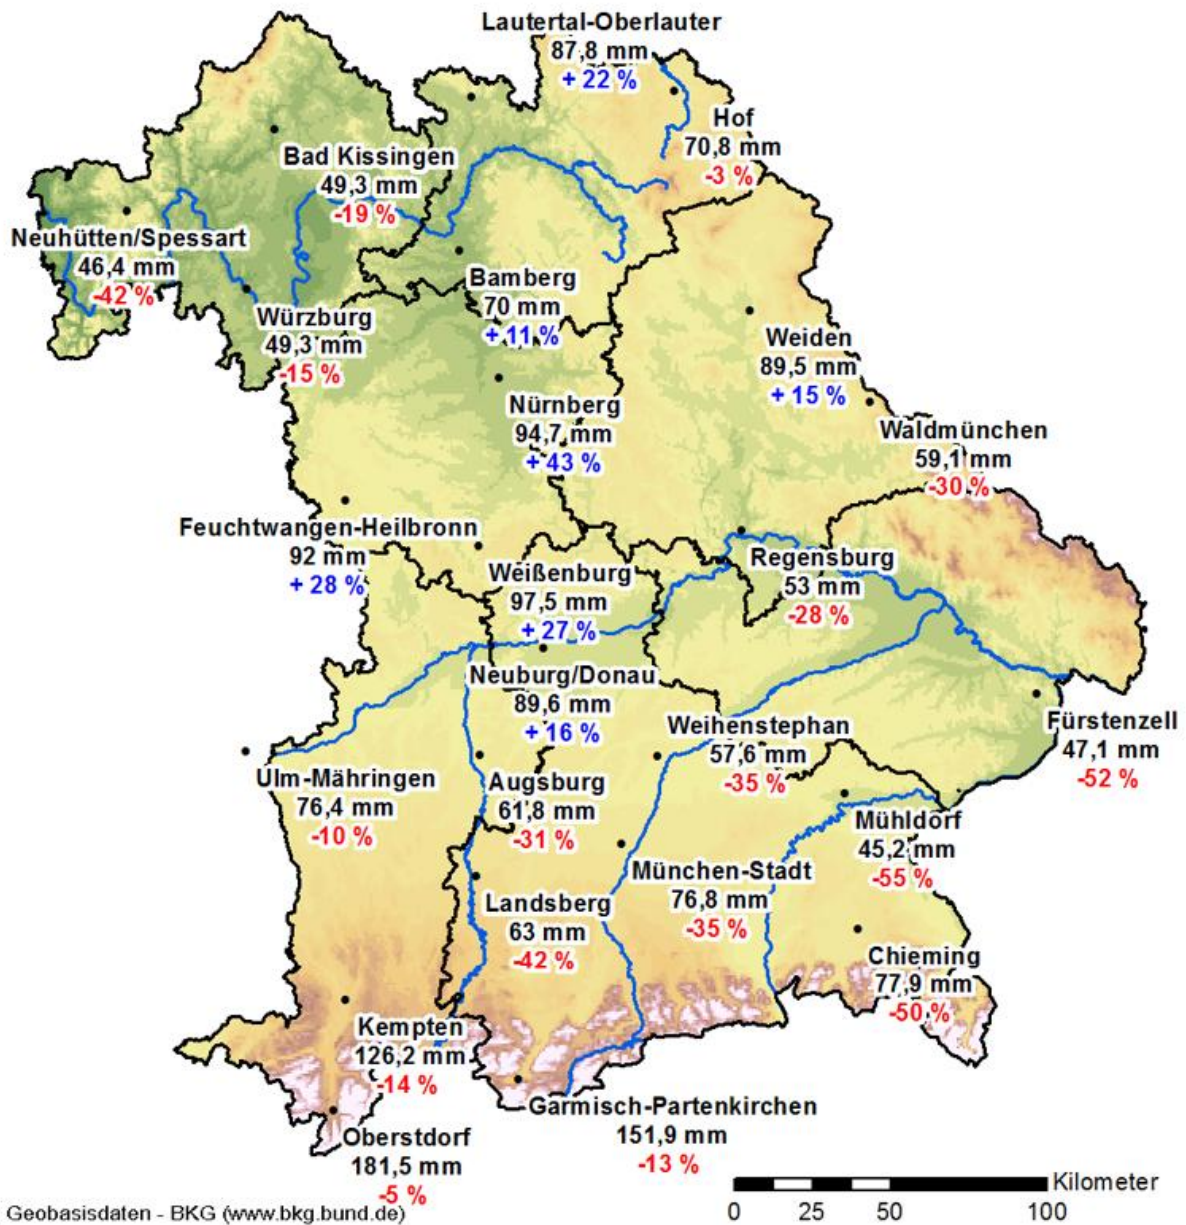 Lautertal-Oberlauter
87,8 mm
+ 22 %
Hof
70,8 mm
-3 %
Bad Kissingen
49,3 mm
-19 %
Neuhütten/Spessart
46,4 mm
-42 %
Bamberg
70 mm
+ 11 %
Würzburg
49,3 mm
-15 %
Weiden
89,5 mm
+ 15 %
Nürnberg
94,7 mm
+ 43 %
Waldmünchen
59,1 mm
-30 %
Feuchtwangen-Heilbronn
92 mm
+ 28 %
Regensburg
53 mm
-28 %
Weißenburg
97,5 mm
+ 27 %
Neuburg/Donau
89,6 mm
+ 16 %
Weihenstephan
57,6 mm
-35 %
Fürstenzell
47,1 mm
-52 %
Ulm-Mähringen
76,4 mm
-10 %
Augsburg
61,8 mm
-31 %
Mühldorf
45,2 mm
-55 %
München-Stadt
76,8 mm
-35 %
Landsberg
63 mm
-42 %
Chieming
77,9 mm
-50 %
Kempten
126,2 mm
-14 %
Garmisch-Partenkirchen
151,9 mm
-13 %
Oberstdorf
181,5 mm
-5 %
Kilometer
0 25 50 100
Geobasisdaten - BKG (www.bkg.bund.de)